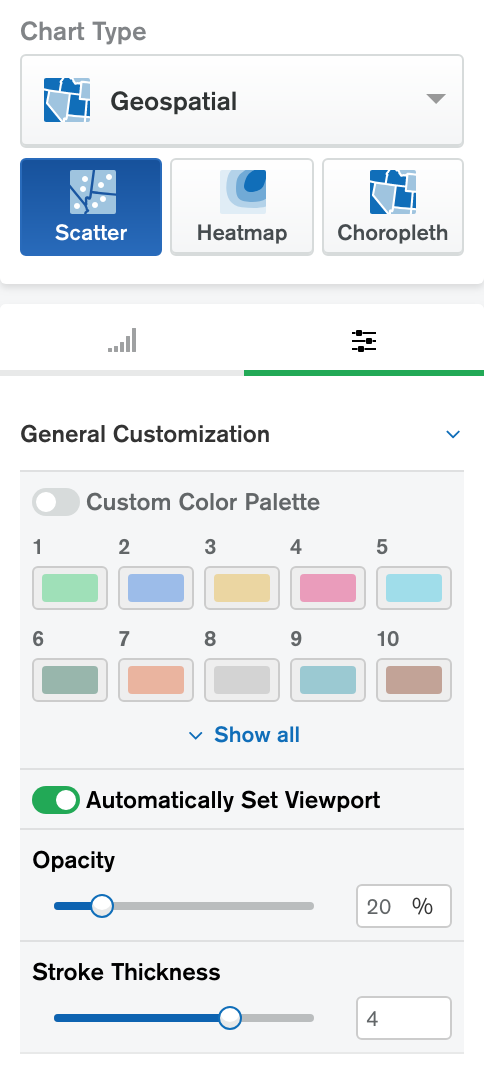 Chart Type
Geospatial
Scatter Heatmap Choropleth
General Customization
Custom Color Palette
1 2 3 4 5
6 7 8 9 10
Show all
Automatically Set Viewport
Opacity
20 %
Stroke Thickness
4